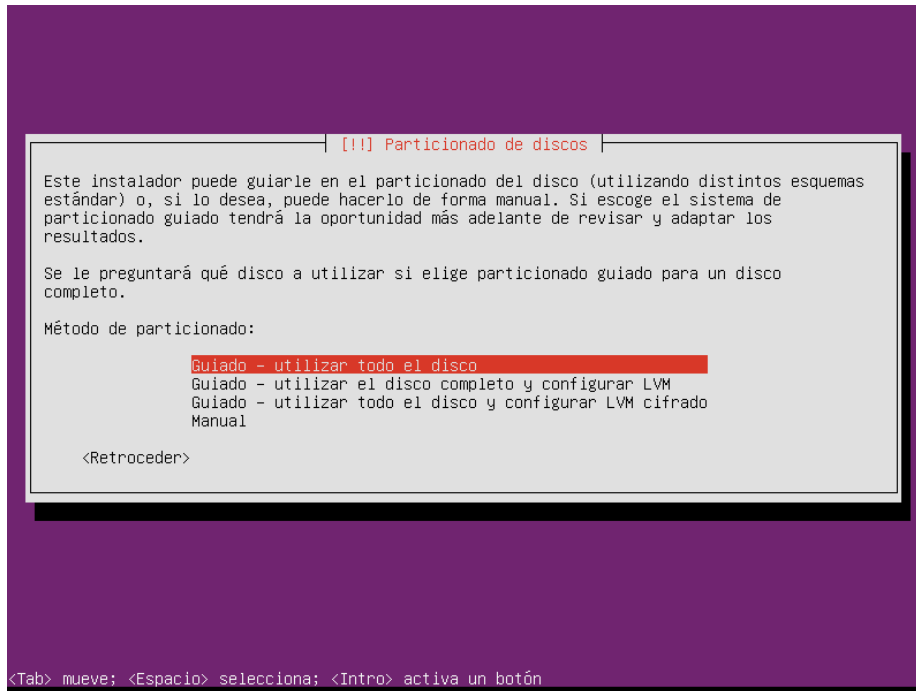 [!!] Particionado de discos
Este instalador puede guiarle en el particionado del disco (utilizando distintos esquemas
estándar) o, si lo desea, puede hacerlo de forma manual. Si escoge el sistema de
particionado guiado tendrá la oportunidad más adelante de revisar y adaptar los
resultados.
Se le preguntará qué disco a utilizar si elige particionado guiado para un disco
completo.
Método de particionado:
Guiado – utilizar todo el disco
Guiado – utilizar el disco completo y configurar LVM
Guiado – utilizar todo el disco y configurar LVM cifrado
Manual
<Retroceder>
<Tab> mueve; <Espacio> selecciona; <Intro> activa un botón